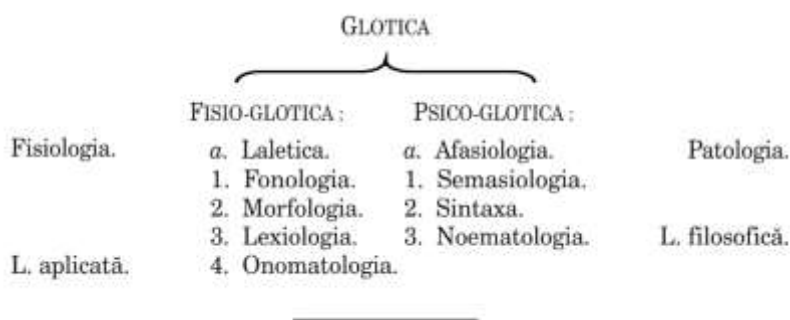 GLOTICA
FISIO-GLOTICA : PSICO-GLOTICA :
Fisiologia. a. Laletica. a. Afasiologia. Patologia.
1. Fonologia. 1. Semasiologia.
2. Morfologia. 2. Sintaxa.
3. Lexiologia. 3. Noematologia. L. filosofică.
L. aplicată. 4. Onomatologia.